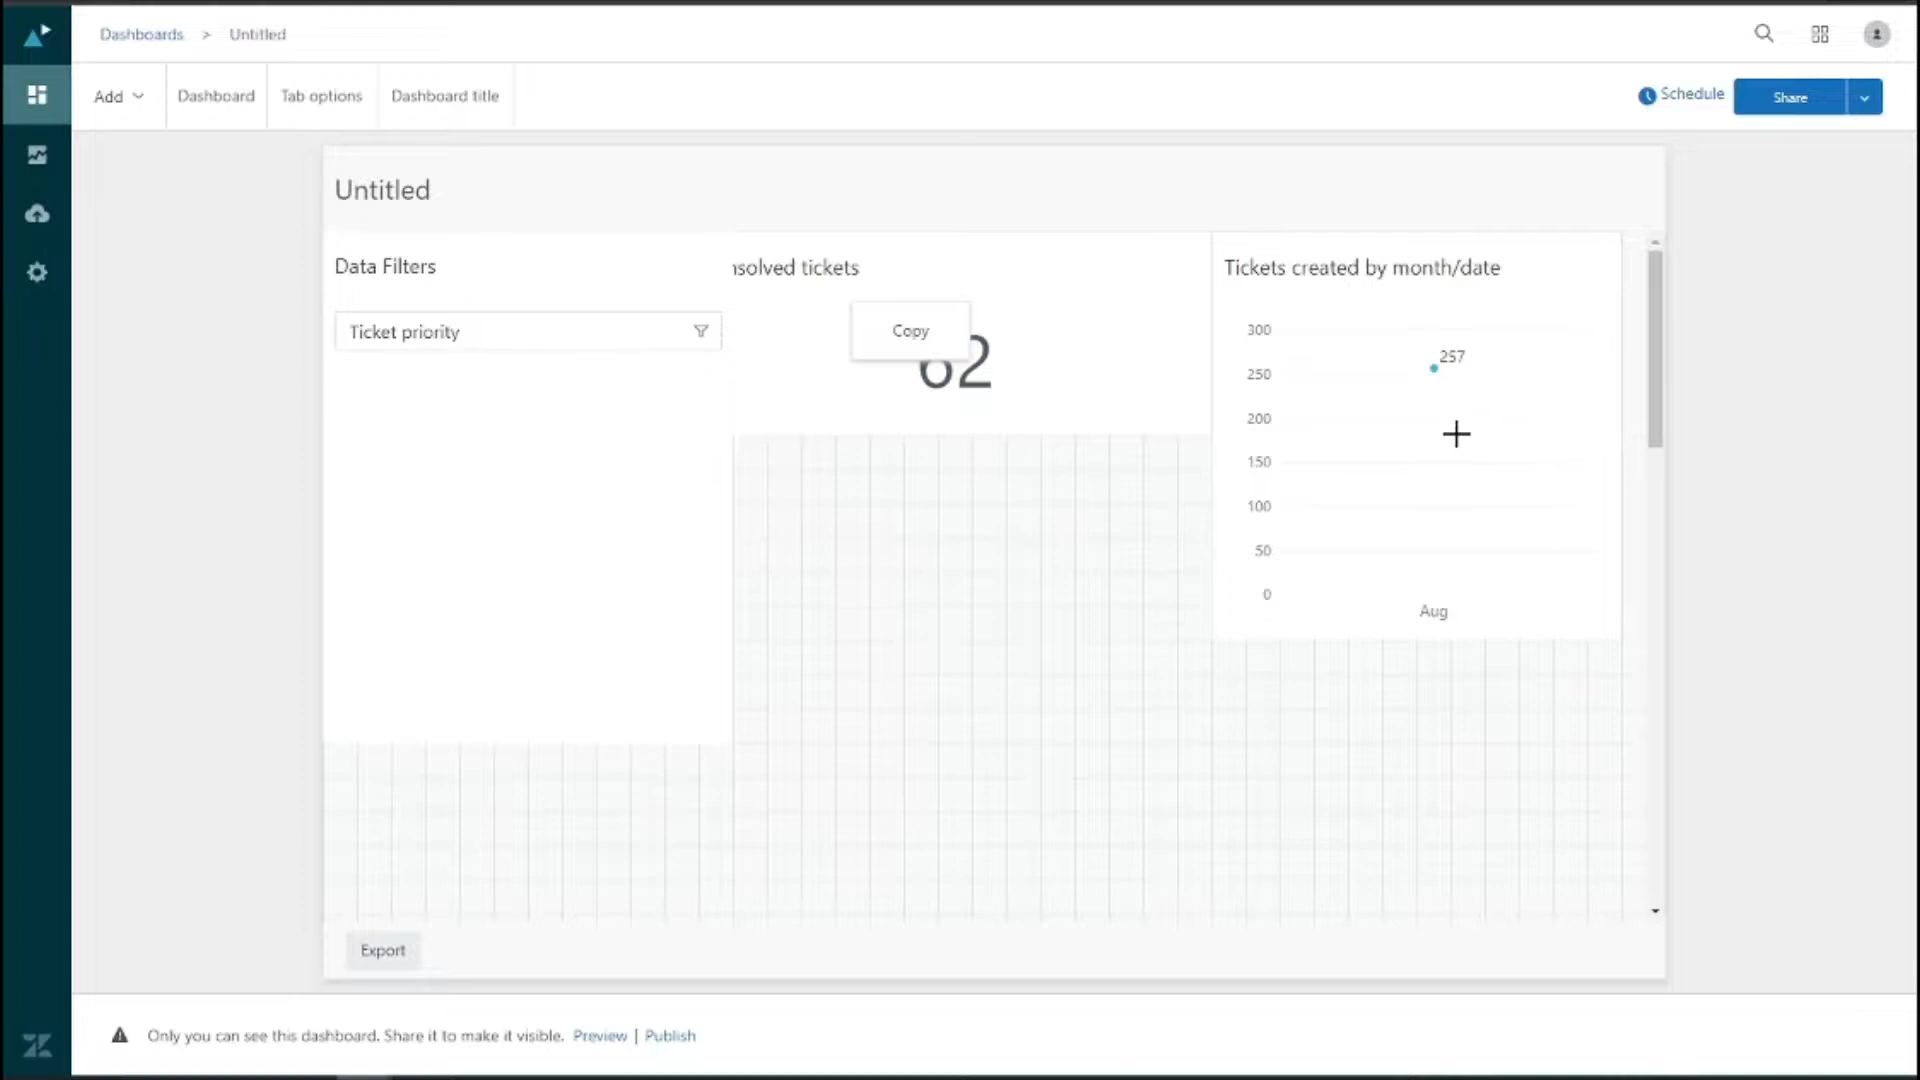 Dashboards > Untitled
Add
Dashboard
Tab options
Dashboard title
Schedule
Share
Untitled
Data Filters
Ticket priority
nsolved tickets
Copy
62
Tickets created by month/date
300
257
250
200
150
100
50
0
Aug
Export
Only you can see this dashboard. Share it to make it visible. Preview | Publish